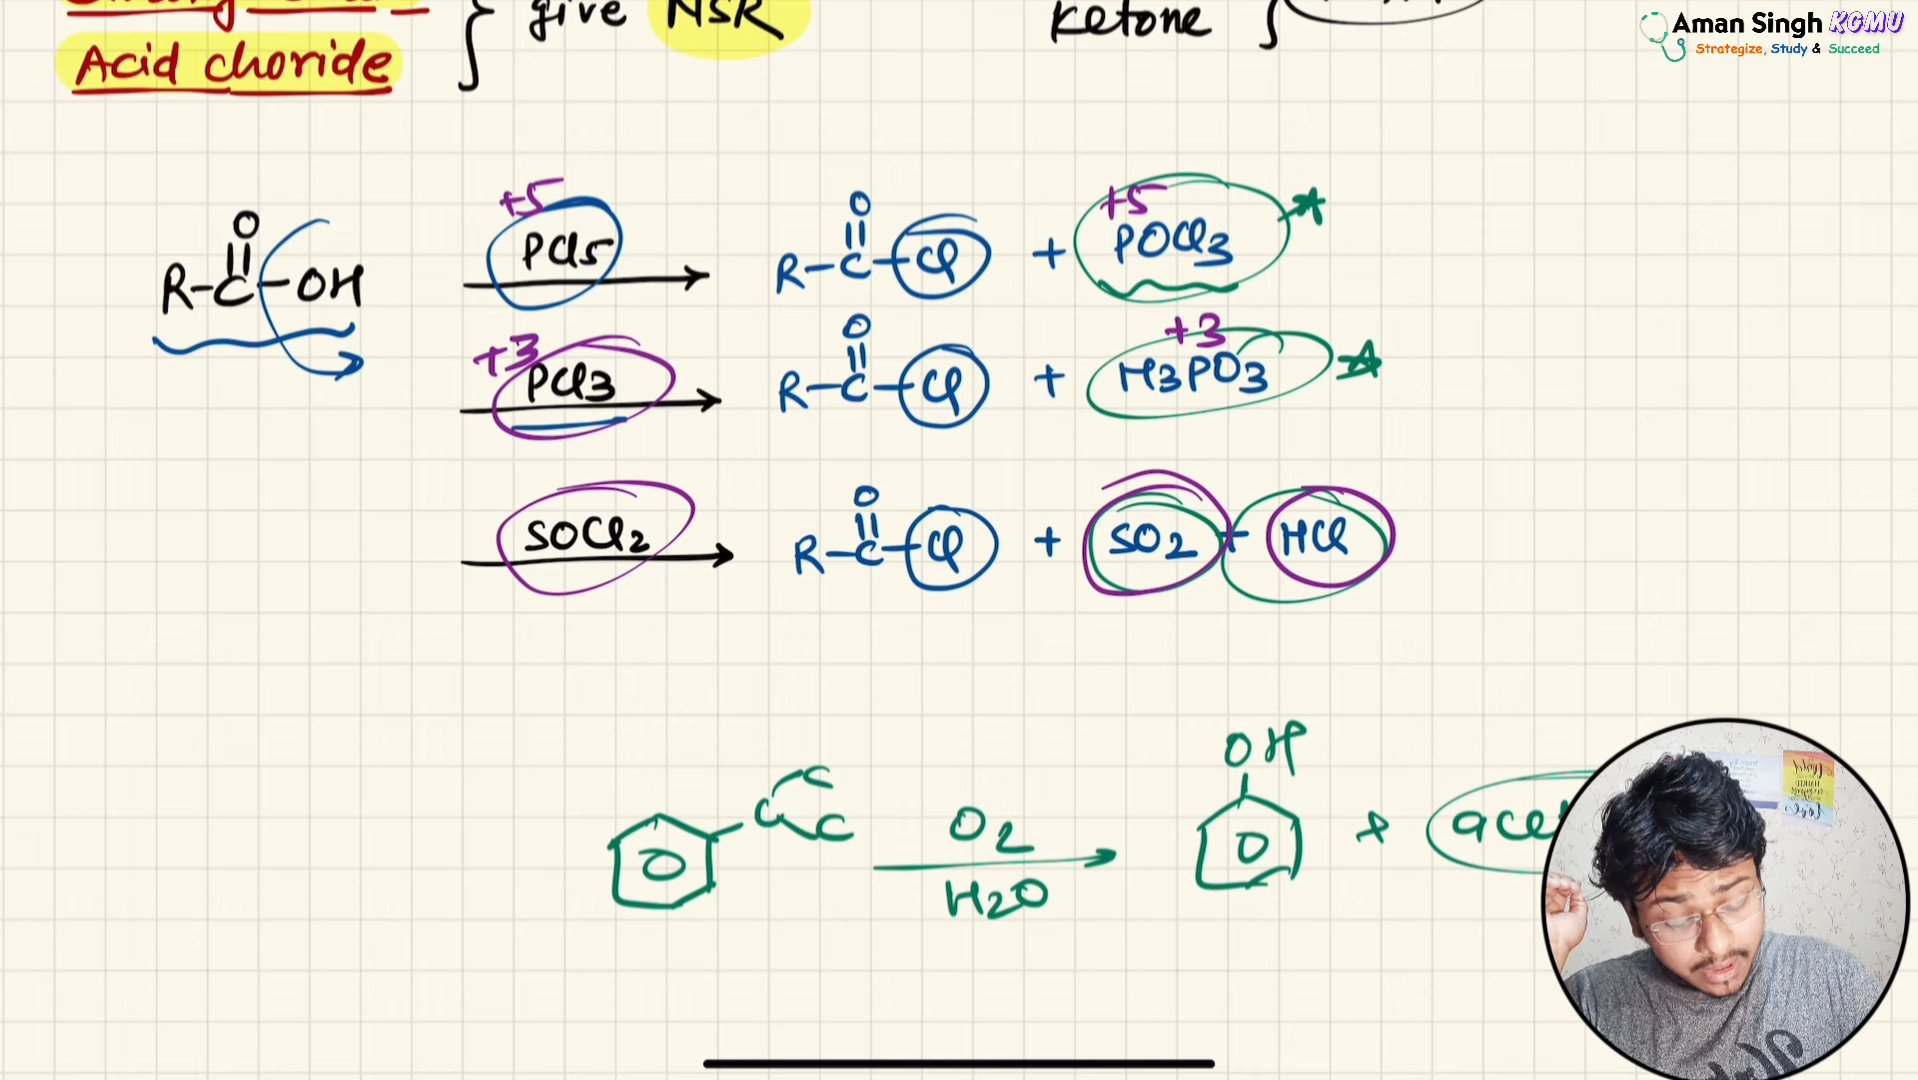 Aman Singh KGMU
Strategize, Study & Succeed
give NSR
ketone
Acid choride
+5
PCl5
O
R-C-OH
O
R-C-Cl + POCl3
+5
+3
PCl3
O
R-C-Cl + H3PO3
+3
SOCl2
O
R-C-Cl + SO2 + HCl
C
C
C
O2
H2O
OH
+ ace